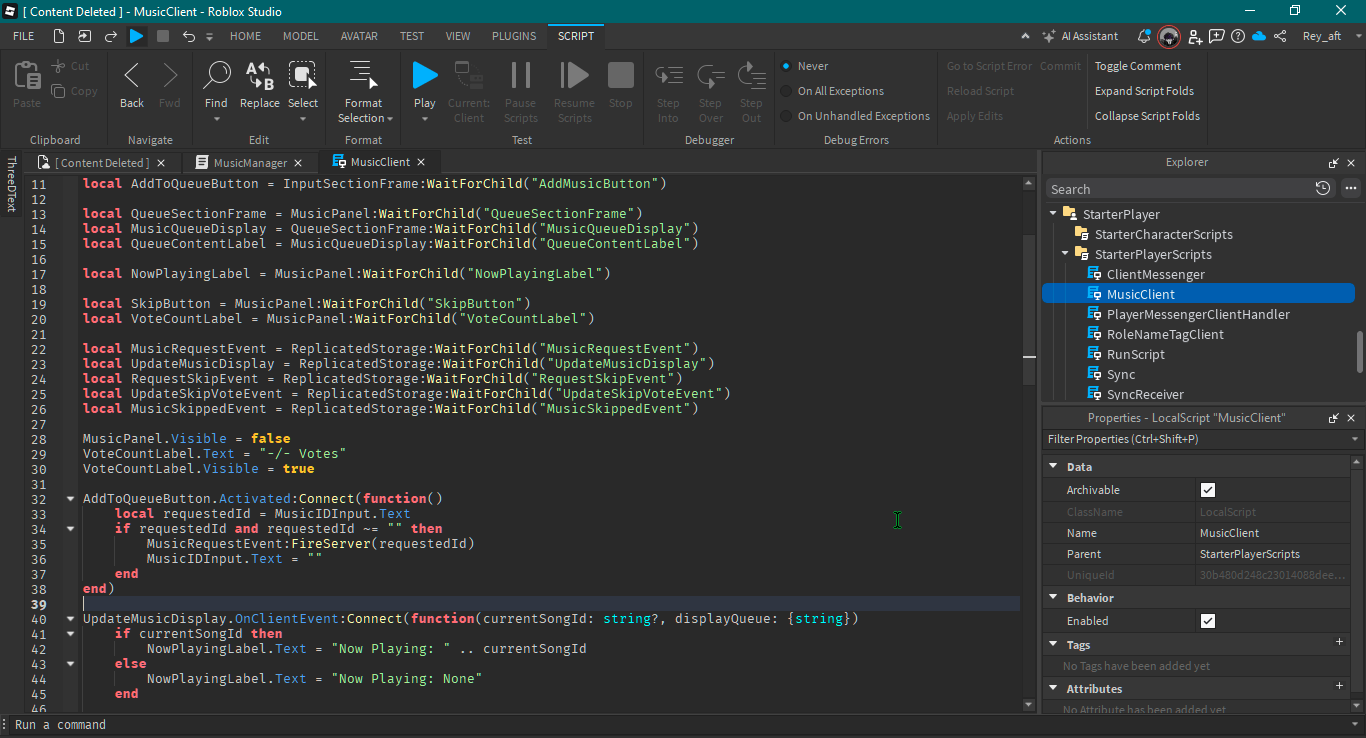 [ Content Deleted ] - MusicClient - Roblox Studio
FILE HOME MODEL AVATAR TEST VIEW PLUGINS SCRIPT AI Assistant Rey_aft
Paste Cut Copy
Back Fwd
Find Replace Select
Format Selection
Play Current: Client Pause Scripts Resume Scripts Stop
Step Into Step Over Step Out
Never
On All Exceptions
On Unhandled Exceptions
Go to Script Error Commit
Reload Script
Apply Edits
Toggle Comment
Expand Script Folds
Collapse Script Folds
Clipboard Navigate Edit Format Test Debugger Debug Errors Actions
ThreeDText
[ Content Deleted ] MusicManager MusicClient
11 local AddToQueueButton = InputSectionFrame:WaitForChild("AddMusicButton")
12
13 local QueueSectionFrame = MusicPanel:WaitForChild("QueueSectionFrame")
14 local MusicQueueDisplay = QueueSectionFrame:WaitForChild("MusicQueueDisplay")
15 local QueueContentLabel = MusicQueueDisplay:WaitForChild("QueueContentLabel")
16
17 local NowPlayingLabel = MusicPanel:WaitForChild("NowPlayingLabel")
18
19 local SkipButton = MusicPanel:WaitForChild("SkipButton")
20 local VoteCountLabel = MusicPanel:WaitForChild("VoteCountLabel")
21
22 local MusicRequestEvent = ReplicatedStorage:WaitForChild("MusicRequestEvent")
23 local UpdateMusicDisplay = ReplicatedStorage:WaitForChild("UpdateMusicDisplay")
24 local RequestSkipEvent = ReplicatedStorage:WaitForChild("RequestSkipEvent")
25 local UpdateSkipVoteEvent = ReplicatedStorage:WaitForChild("UpdateSkipVoteEvent")
26 local MusicSkippedEvent = ReplicatedStorage:WaitForChild("MusicSkippedEvent")
27
28 MusicPanel.Visible = false
29 VoteCountLabel.Text = "-/- Votes"
30 VoteCountLabel.Visible = true
31
32 AddToQueueButton.Activated:Connect(function()
33 local requestedId = MusicIDInput.Text
34 if requestedId and requestedId ~= "" then
35 MusicRequestEvent:FireServer(requestedId)
36 MusicIDInput.Text = ""
37 end
38 end)
39
40 UpdateMusicDisplay.OnClientEvent:Connect(function(currentSongId: string?, displayQueue: {string})
41 if currentSongId then
42 NowPlayingLabel.Text = "Now Playing: " .. currentSongId
43 else
44 NowPlayingLabel.Text = "Now Playing: None"
45 end
46
Explorer
Search
StarterPlayer
StarterCharacterScripts
StarterPlayerScripts
ClientMessenger
MusicClient
PlayerMessengerClientHandler
RoleNameTagClient
RunScript
Sync
SyncReceiver
Properties - LocalScript "MusicClient"
Filter Properties (Ctrl+Shift+P)
Data
Archivable
ClassName LocalScript
Name MusicClient
Parent StarterPlayerScripts
UniqueId 30b480d248c23014088dee...
Behavior
Enabled
Tags
No Tags have been added yet
Attributes
No Attribute has been added yet
Run a command